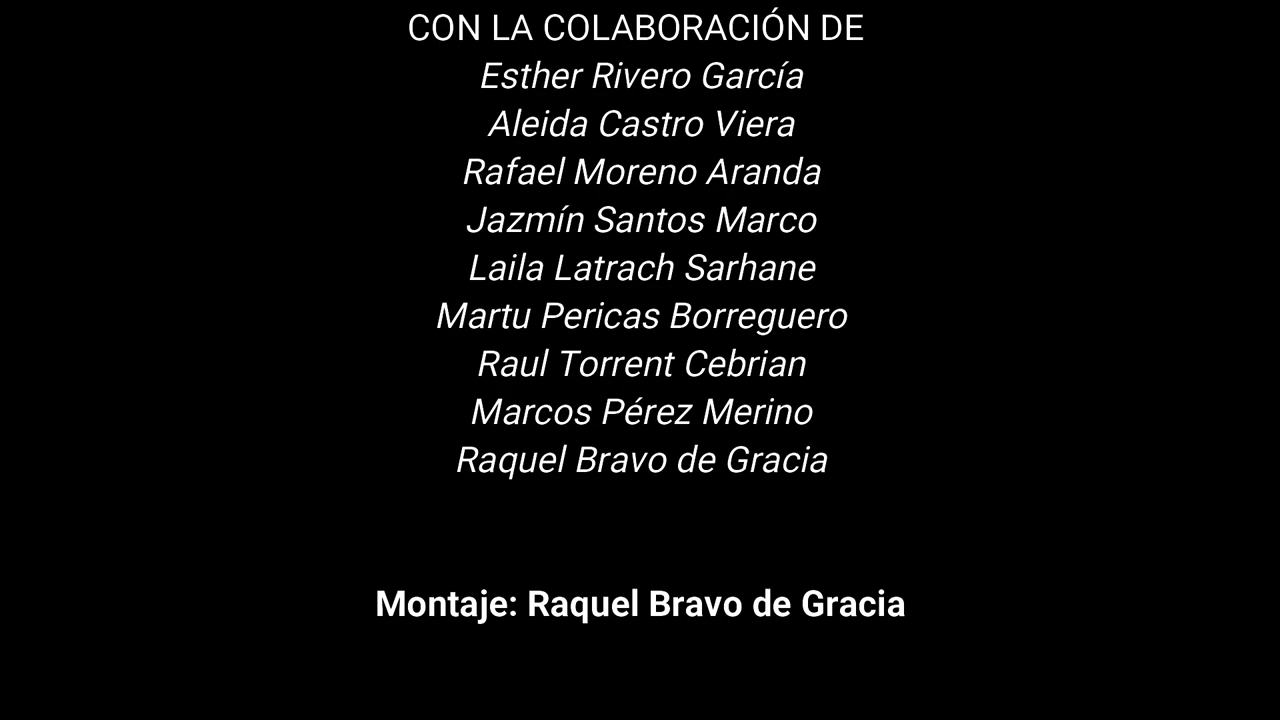 CON LA COLABORACIÓN DE
Esther Rivero García
Aleida Castro Viera
Rafael Moreno Aranda
Jazmín Santos Marco
Laila Latrach Sarhane
Martu Pericas Borreguero
Raul Torrent Cebrian
Marcos Pérez Merino
Raquel Bravo de Gracia
Montaje: Raquel Bravo de Gracia